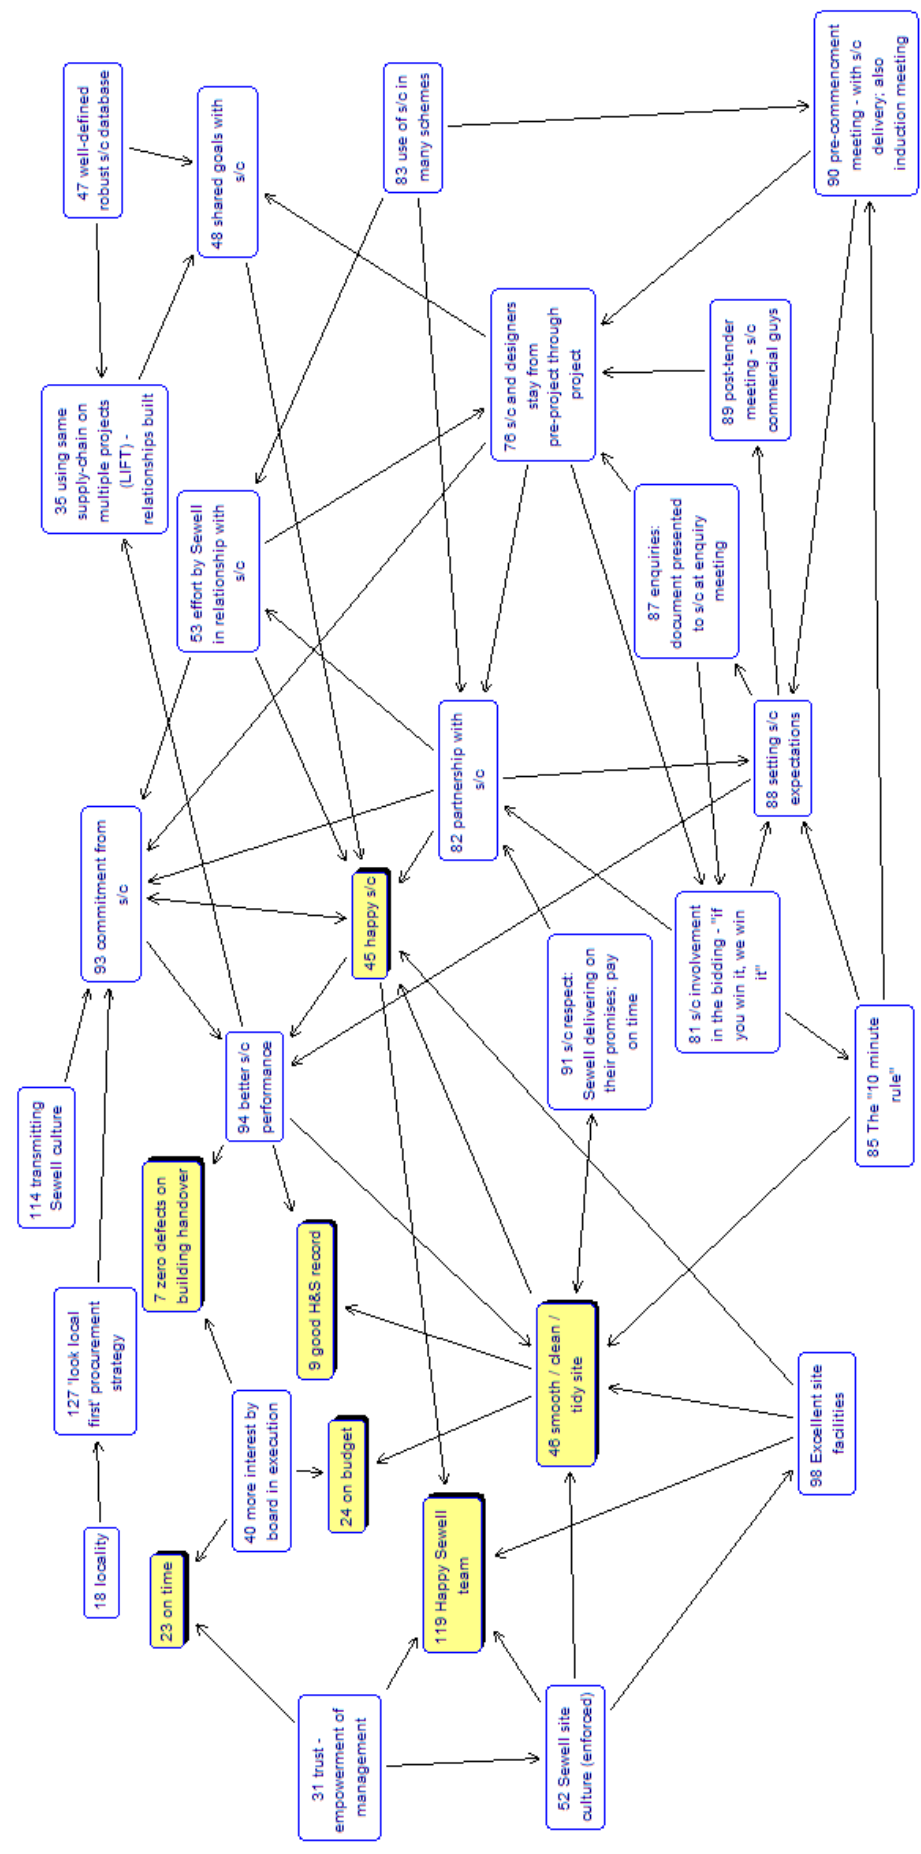 18 locality
127 'look local
first' procurement
strategy
114 transmitting
Sewell culture
93 commitment from
s/c
35 using same
supply-chain on
multiple projects
(LIFT) -
relationships built
47 well-defined
robust s/c database
23 on time
7 zero defects on
building handover
53 effort by Sewell
in relationship with
s/c
48 shared goals with
s/c
40 more interest by
board in execution
94 better s/c
performance
31 trust -
empowerment of
management
24 on budget
9 good H&S record
45 happy s/c
83 use of s/c in
many schemes
119 Happy Sewell
team
82 partnership with
s/c
76 s/c and designers
stay from
pre-project through
project
52 Sewell site
culture (enforced)
46 smooth / clean /
tidy site
91 s/c respect:
Sewell delivering on
their promises; pay
on time
87 enquiries:
document presented
to s/c at enquiry
meeting
81 s/c involvement
in the bidding - "if
you win it, we win
it"
88 setting s/c
expectations
89 post-tender
meeting - s/c
commercial guys
98 Excellent site
facilities
85 The "10 minute
rule"
90 pre-commencment
meeting - with s/c
delivery; also
induction meeting